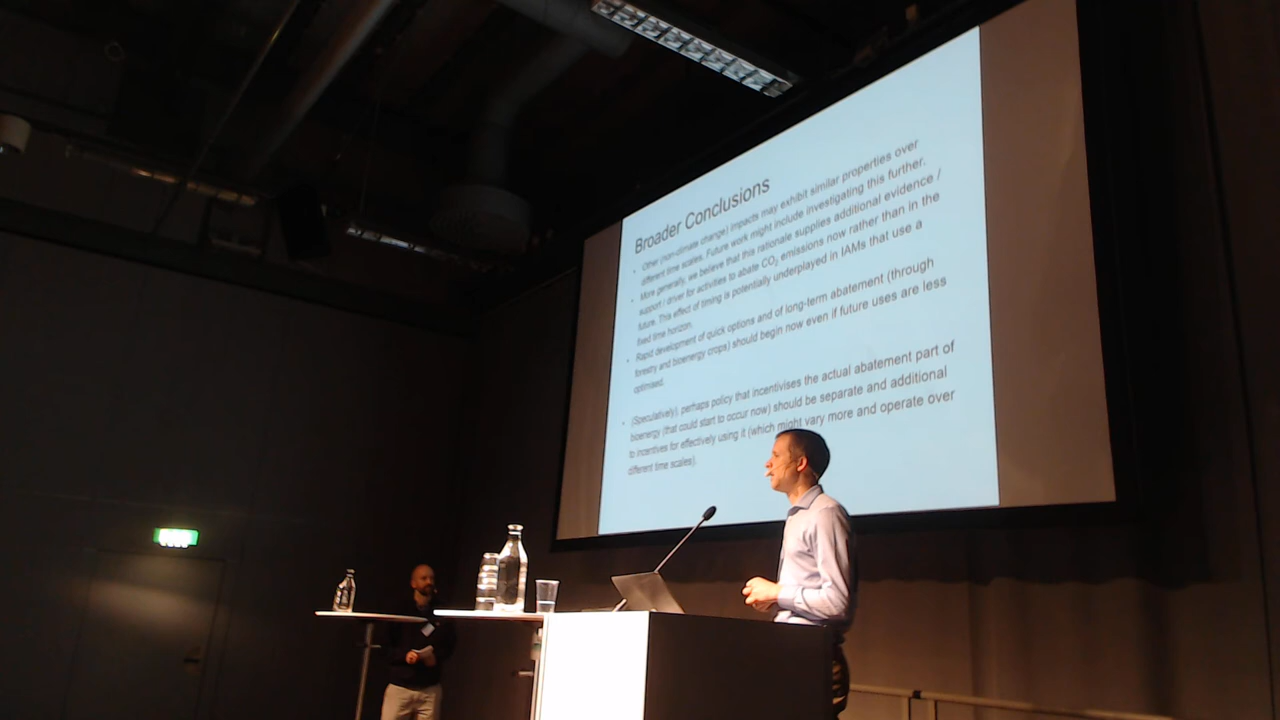 Broader Conclusions
• Other (non-climate change) impacts may exhibit similar properties over
different time scales. Future work might include investigating this further.
• More generally, we believe that this rationale supplies additional evidence /
support / driver for activities to abate CO₂ emissions now rather than in the
future. This effect of timing is potentially underplayed in IAMs that use a
fixed time horizon.
• Rapid development of quick options and of long-term abatement (through
forestry and bioenergy crops) should begin now even if future uses are less
optimised.
• (Speculatively) perhaps policy that incentivises the actual abatement part of
bioenergy (that could start to occur now) should be separate and additional
to incentives for effectively using it (which might vary more and operate over
different time scales).